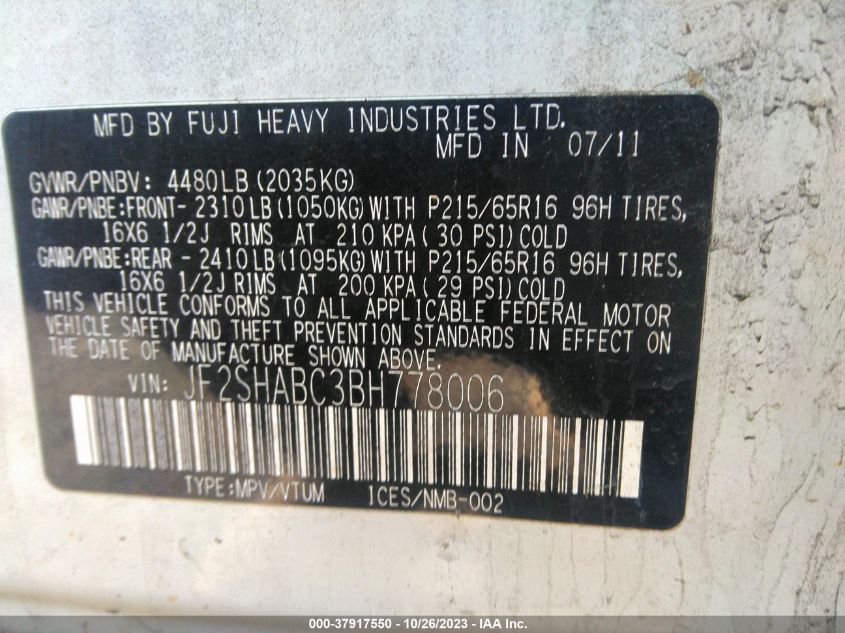 MFD BY FUJI HEAVY INDUSTRIES LTD.
MFD IN 07/11
GVWR/PNBV: 4480LB(2035KG)
GAWR/PNBE:FRONT- 2310LB(1050KG)WITH P215/65R16 96H TIRES,
16X6 1/2J RIMS AT 210 KPA( 30 PSI)COLD
GAWR/PNBE:REAR - 2410LB(1095KG)WITH P215/65R16 96H TIRES,
16X6 1/2J RIMS AT 200 KPA( 29 PSI)COLD
THIS VEHICLE CONFORMS TO ALL APPLICABLE FEDERAL MOTOR
VEHICLE SAFETY AND THEFT PREVENTION STANDARDS IN EFFECT ON
THE DATE OF MANUFACTURE SHOWN ABOVE.
VIN: JF2SHABC3BH778006
TYPE:MPV/VTUM ICES/NMB-002
000-37917550 - 10/26/2023 - IAA Inc.